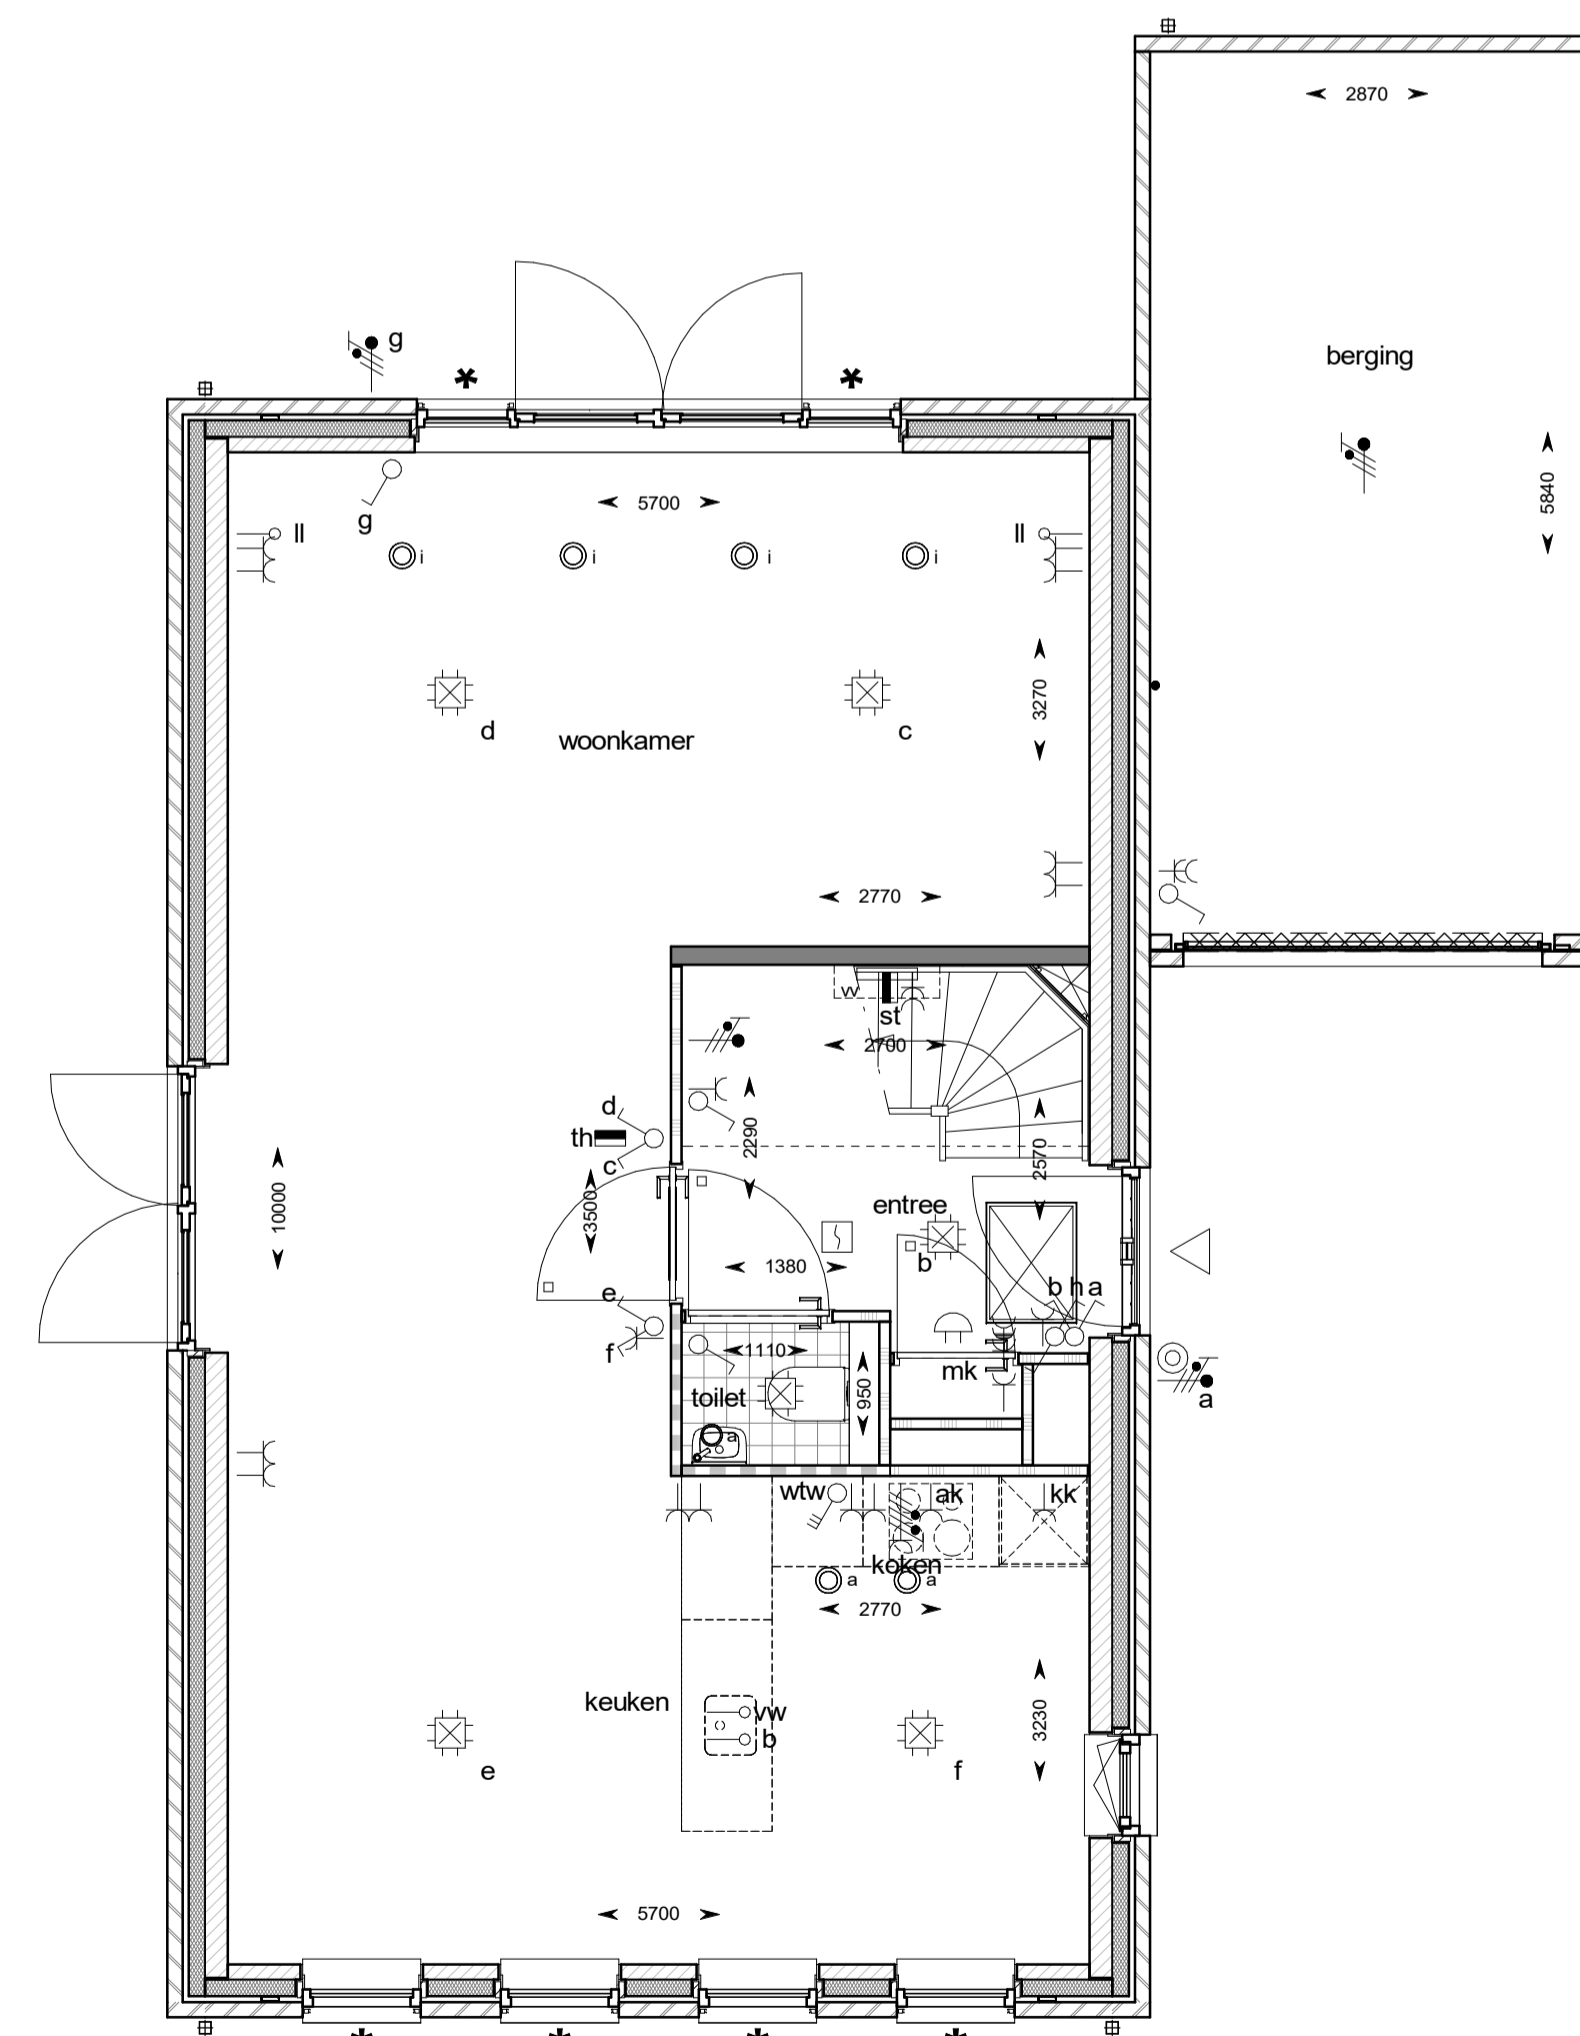 2870
g
*
*
berging
5840
5700
g
ll
ll
i
i
i
i
3270
d
woonkamer
c
2770
vv
st
2700
d
th
c
2290
2570
3500
10000
entree
b
1380
b h a
e
f
1110
toilet
950
mk
a
a
wtw
ak
kk
koken
a
a
2770
keuken
vw
b
3230
e
f
5700
*
*
*
*